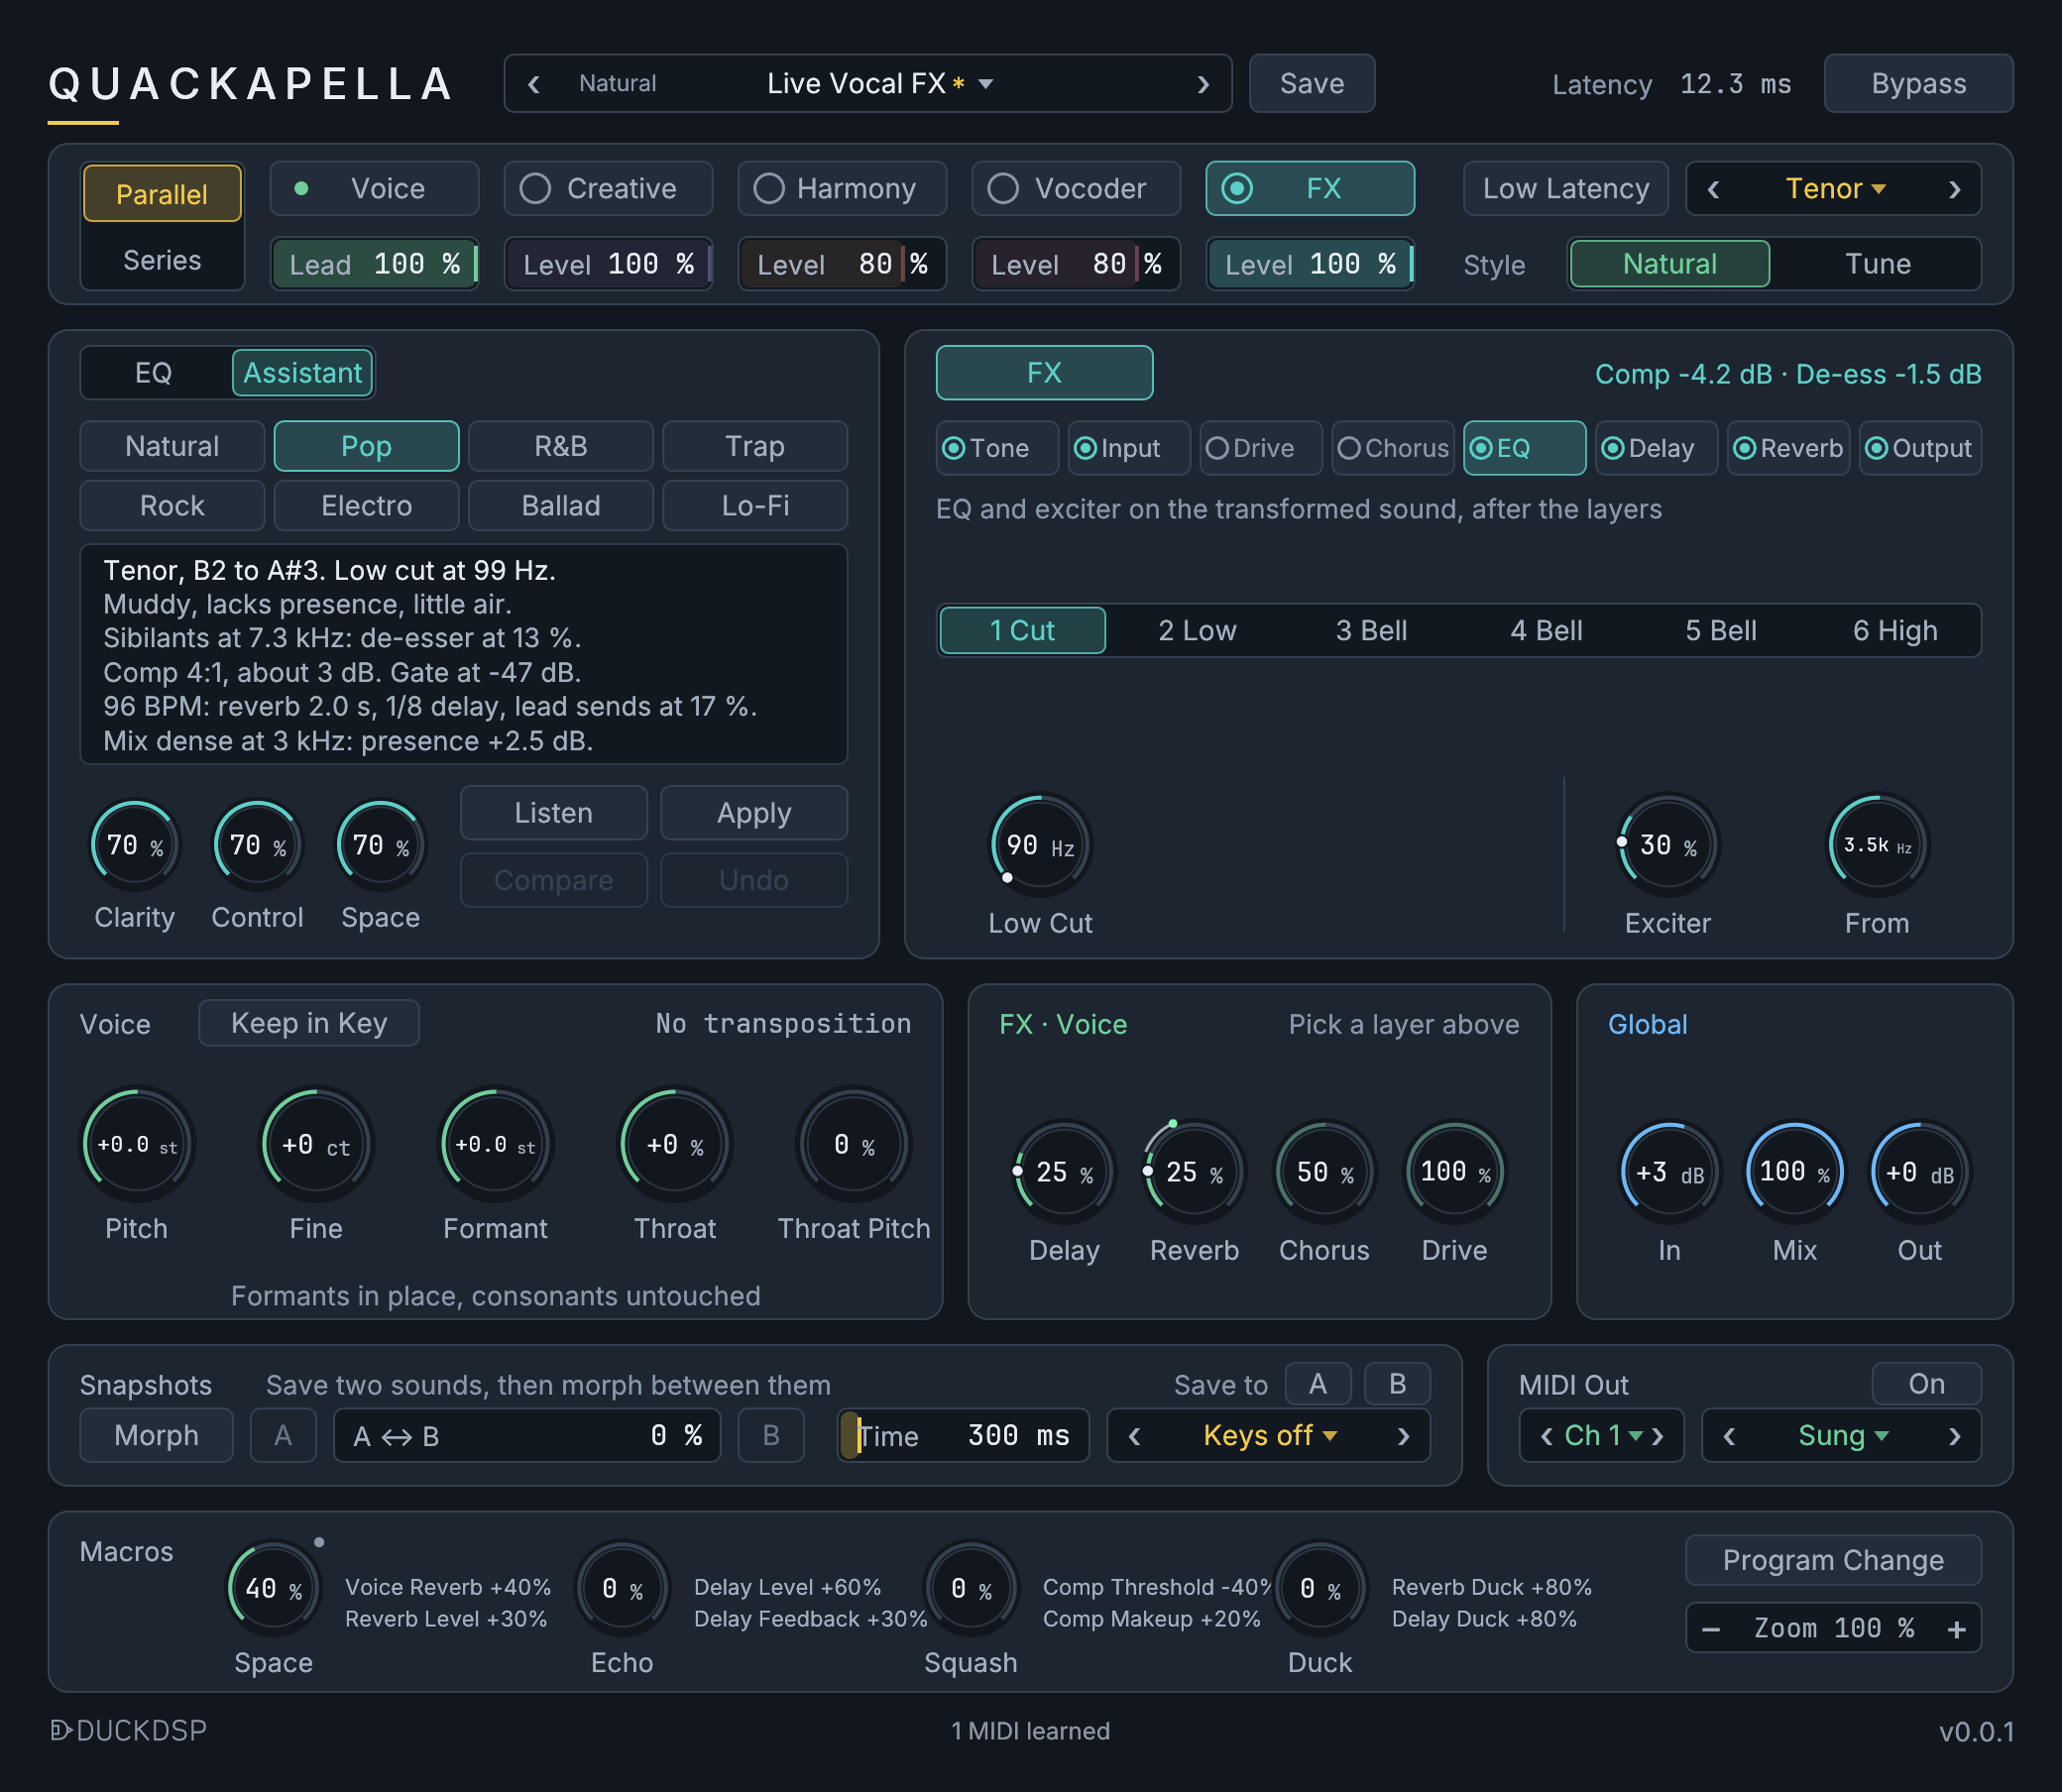 QUACKAPELLA
‹ Natural Live Vocal FX * ›
Save
Latency 12.3 ms
Bypass
Parallel
Series
Voice
Creative
Harmony
Vocoder
FX
Low Latency
‹ Tenor ›
Lead 100 %
Level 100 %
Level 80 %
Level 80 %
Level 100 %
Style
Natural
Tune
EQ
Assistant
Natural
Pop
R&B
Trap
Rock
Electro
Ballad
Lo-Fi
Tenor, B2 to A#3. Low cut at 99 Hz.
Muddy, lacks presence, little air.
Sibilants at 7.3 kHz: de-esser at 13 %.
Comp 4:1, about 3 dB. Gate at -47 dB.
96 BPM: reverb 2.0 s, 1/8 delay, lead sends at 17 %.
Mix dense at 3 kHz: presence +2.5 dB.
70 %
70 %
70 %
Clarity
Control
Space
Listen
Apply
Compare
Undo
FX
Comp -4.2 dB · De-ess -1.5 dB
Tone
Input
Drive
Chorus
EQ
Delay
Reverb
Output
EQ and exciter on the transformed sound, after the layers
1 Cut
2 Low
3 Bell
4 Bell
5 Bell
6 High
90 Hz
30 %
3.5k Hz
Low Cut
Exciter
From
Voice
Keep in Key
No transposition
+0.0 st
+0 ct
+0.0 st
+0 %
0 %
Pitch
Fine
Formant
Throat
Throat Pitch
Formants in place, consonants untouched
FX · Voice
Pick a layer above
25 %
25 %
50 %
100 %
Delay
Reverb
Chorus
Drive
Global
+3 dB
100 %
+0 dB
In
Mix
Out
Snapshots
Save two sounds, then morph between them
Save to
A
B
Morph
A
A ↔ B 0 %
B
Time 300 ms
‹ Keys off ›
MIDI Out
On
‹ Ch 1 ›
‹ Sung ›
Macros
40 %
Voice Reverb +40%
Reverb Level +30%
Space
0 %
Delay Level +60%
Delay Feedback +30%
Echo
0 %
Comp Threshold -40%
Comp Makeup +20%
Squash
0 %
Reverb Duck +80%
Delay Duck +80%
Duck
Program Change
− Zoom 100 % +
DUCKDSP
1 MIDI learned
v0.0.1